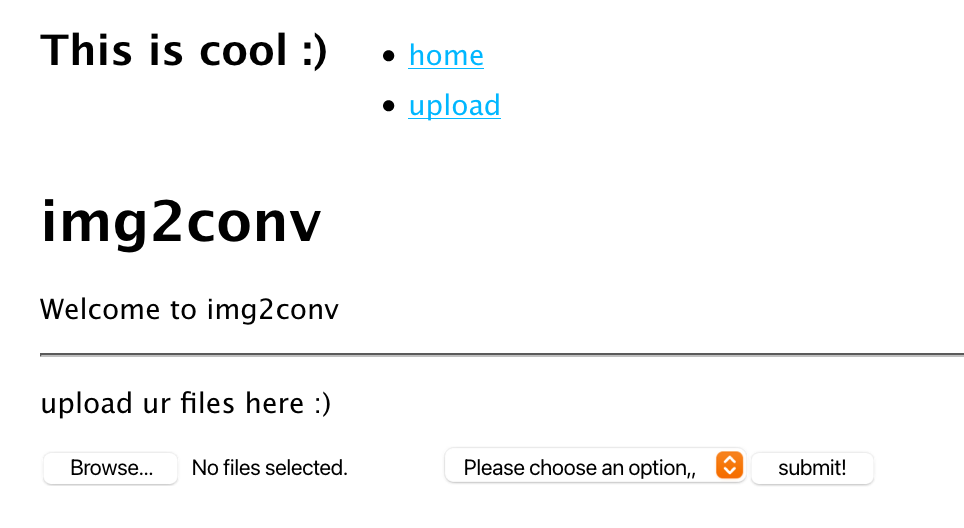 This is cool :)
home
upload
img2conv
Welcome to img2conv
upload ur files here :)
Browse... No files selected. Please choose an option,, submit!